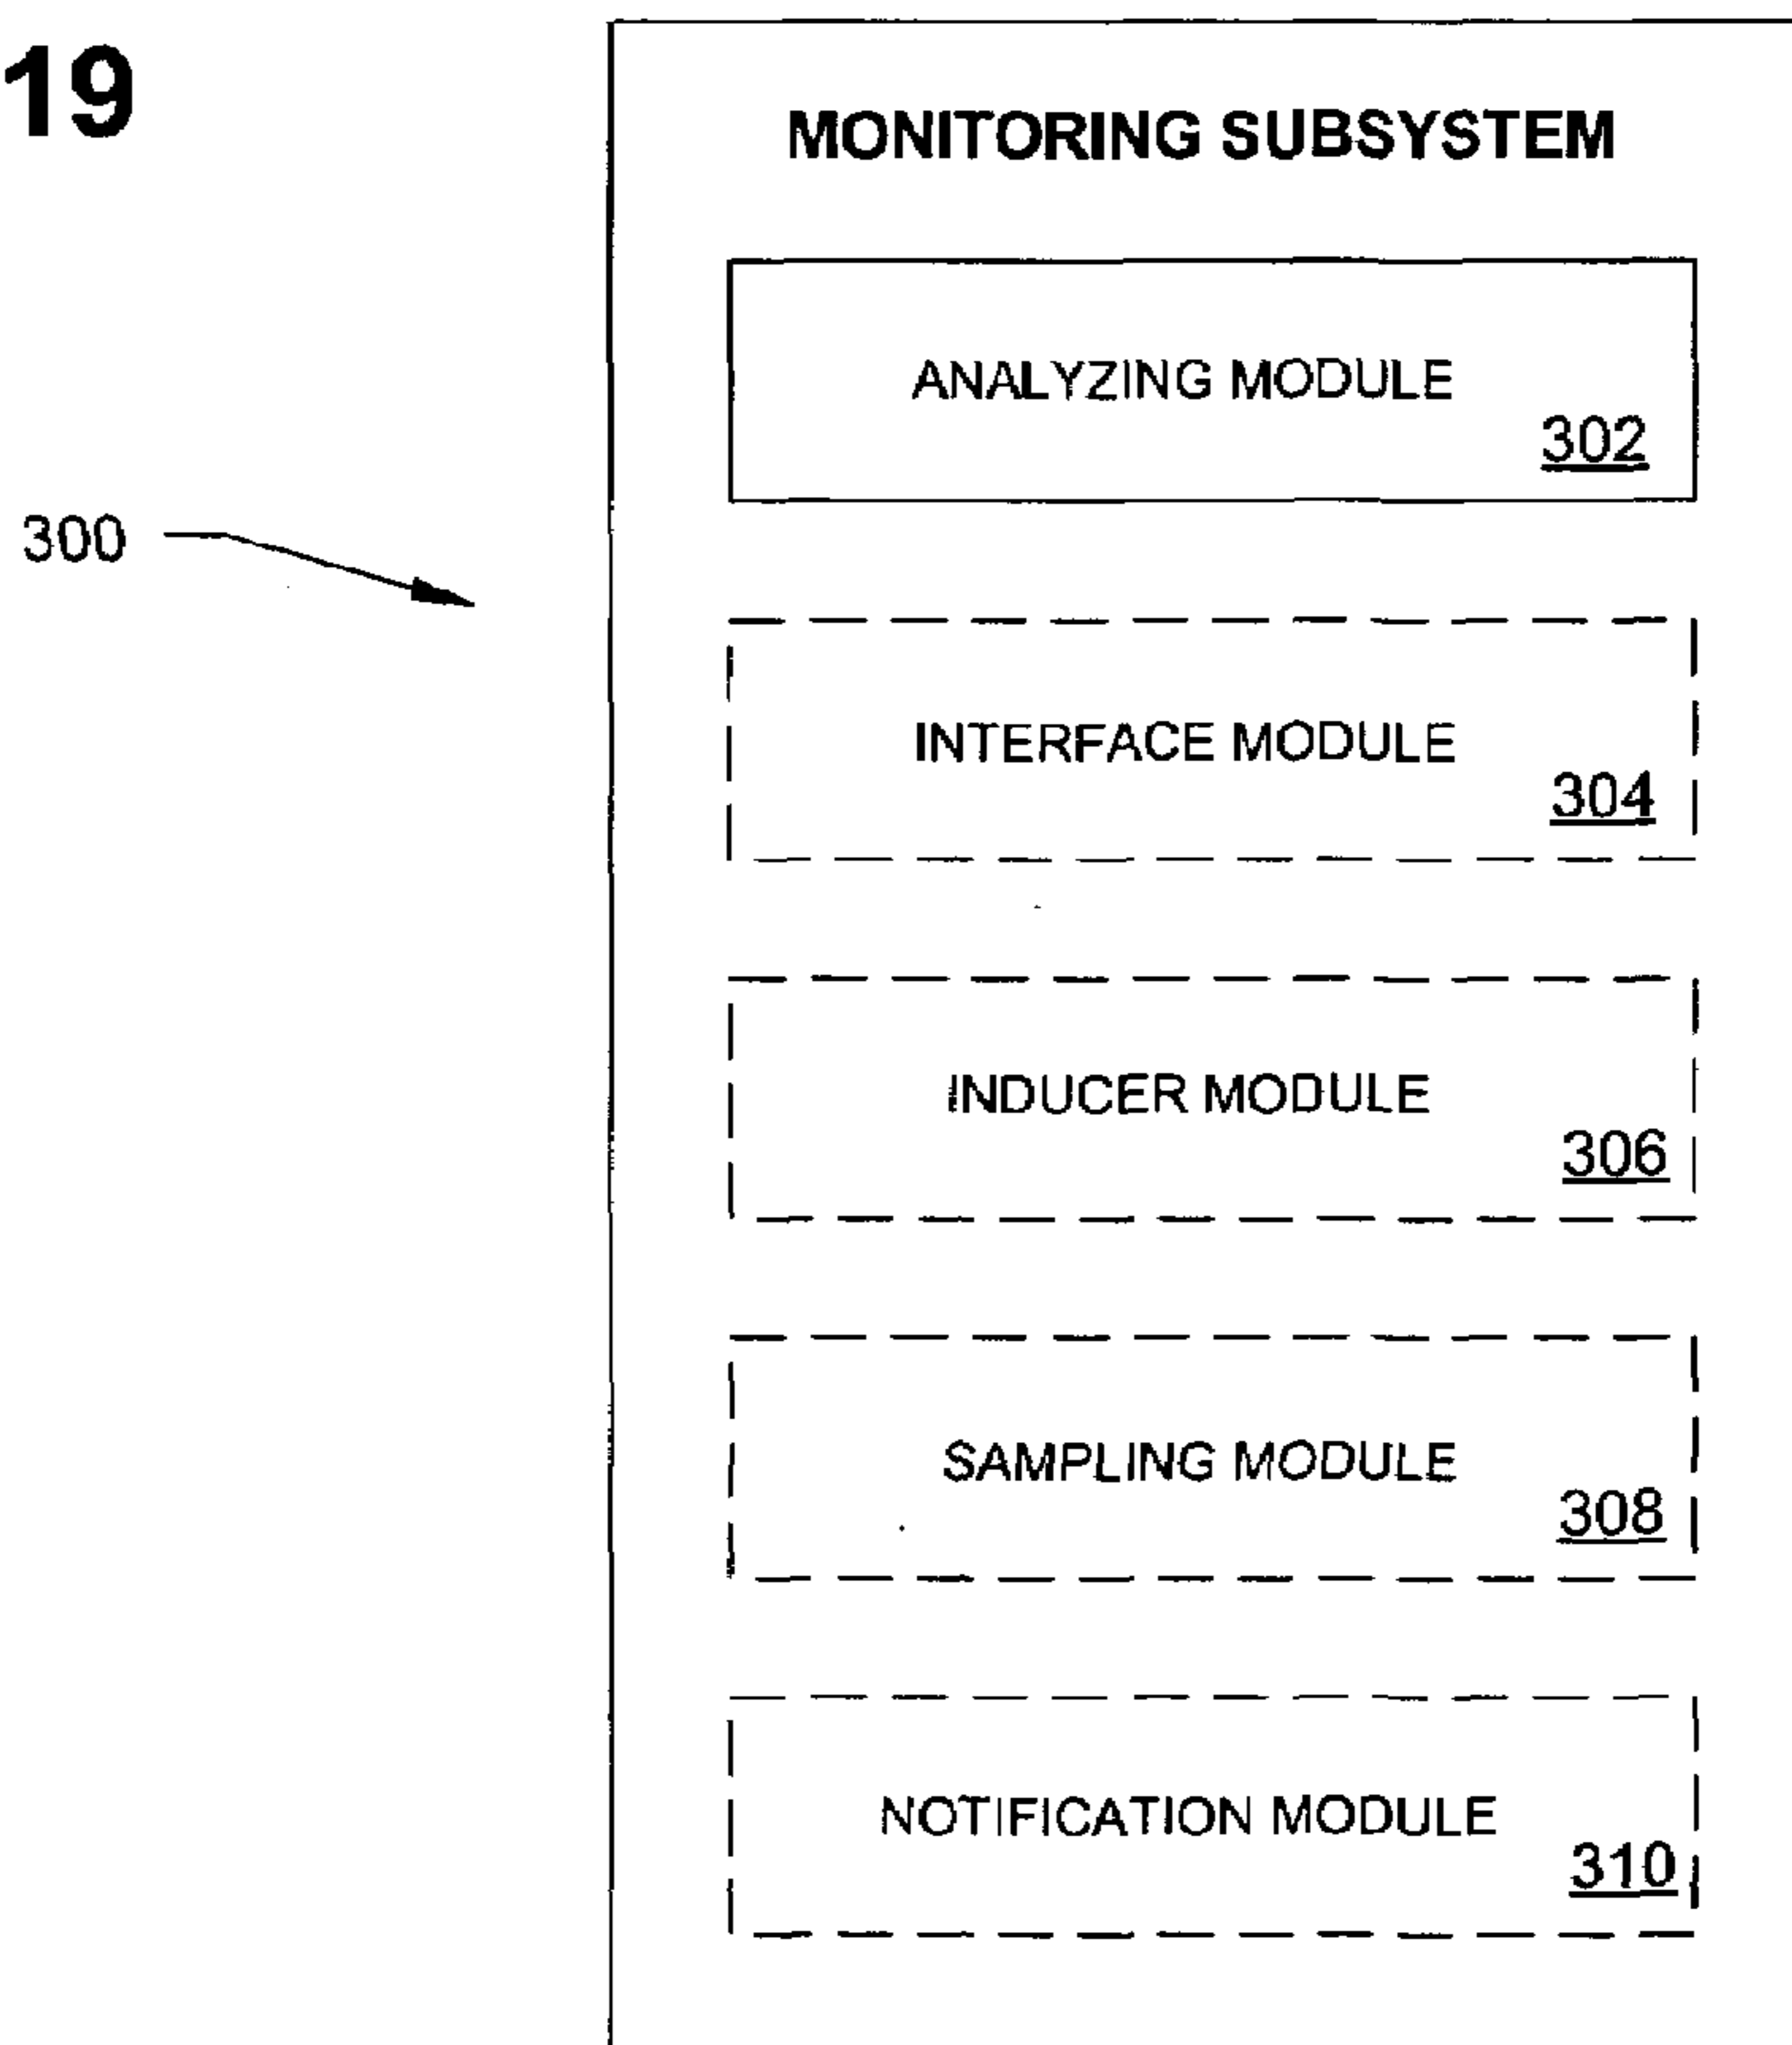 19
MONITORING SUBSYSTEM
ANALYZING MODULE
302
300
INTERFACE MODULE
304
INDUCER MODULE
306
SAMPLING MODULE
308
NOTIFICATION MODULE
310